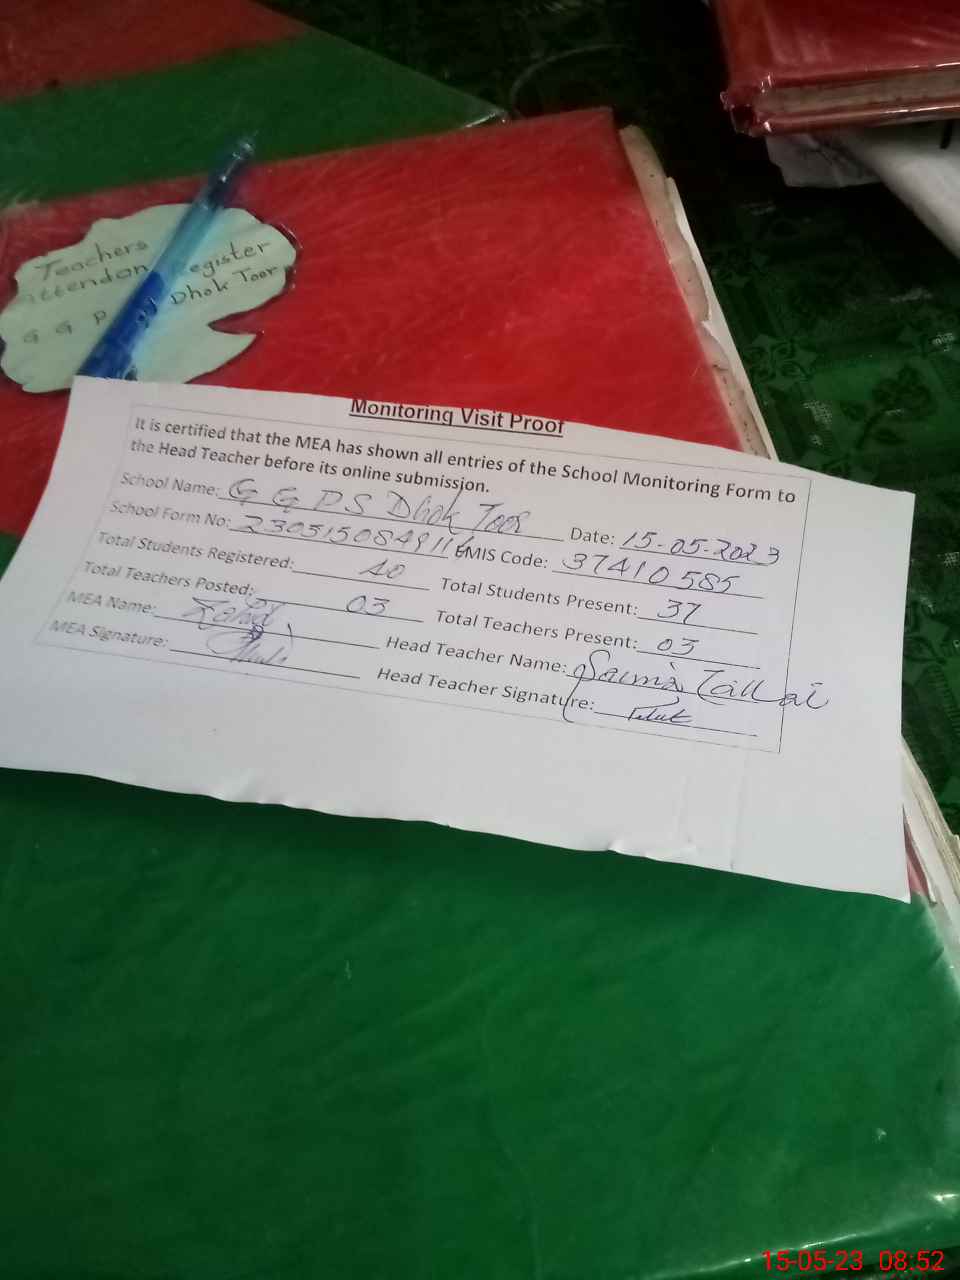 Teachers
attendan Register
G G P Dhok Toor
Monitoring Visit Proof
It is certified that the MEA has shown all entries of the School Monitoring Form to
the Head Teacher before its online submission.
School Name: G G P S Dhok Toor Date: 15-05-2023
School Form No: EMIS Code: 37410585
Total Students Registered: 40 Total Students Present: 37
Total Teachers Posted: 03 Total Teachers Present: 03
MEA Name: Head Teacher Name: Saima
MEA Signature: Head Teacher Signature:
15-05-23 08:52